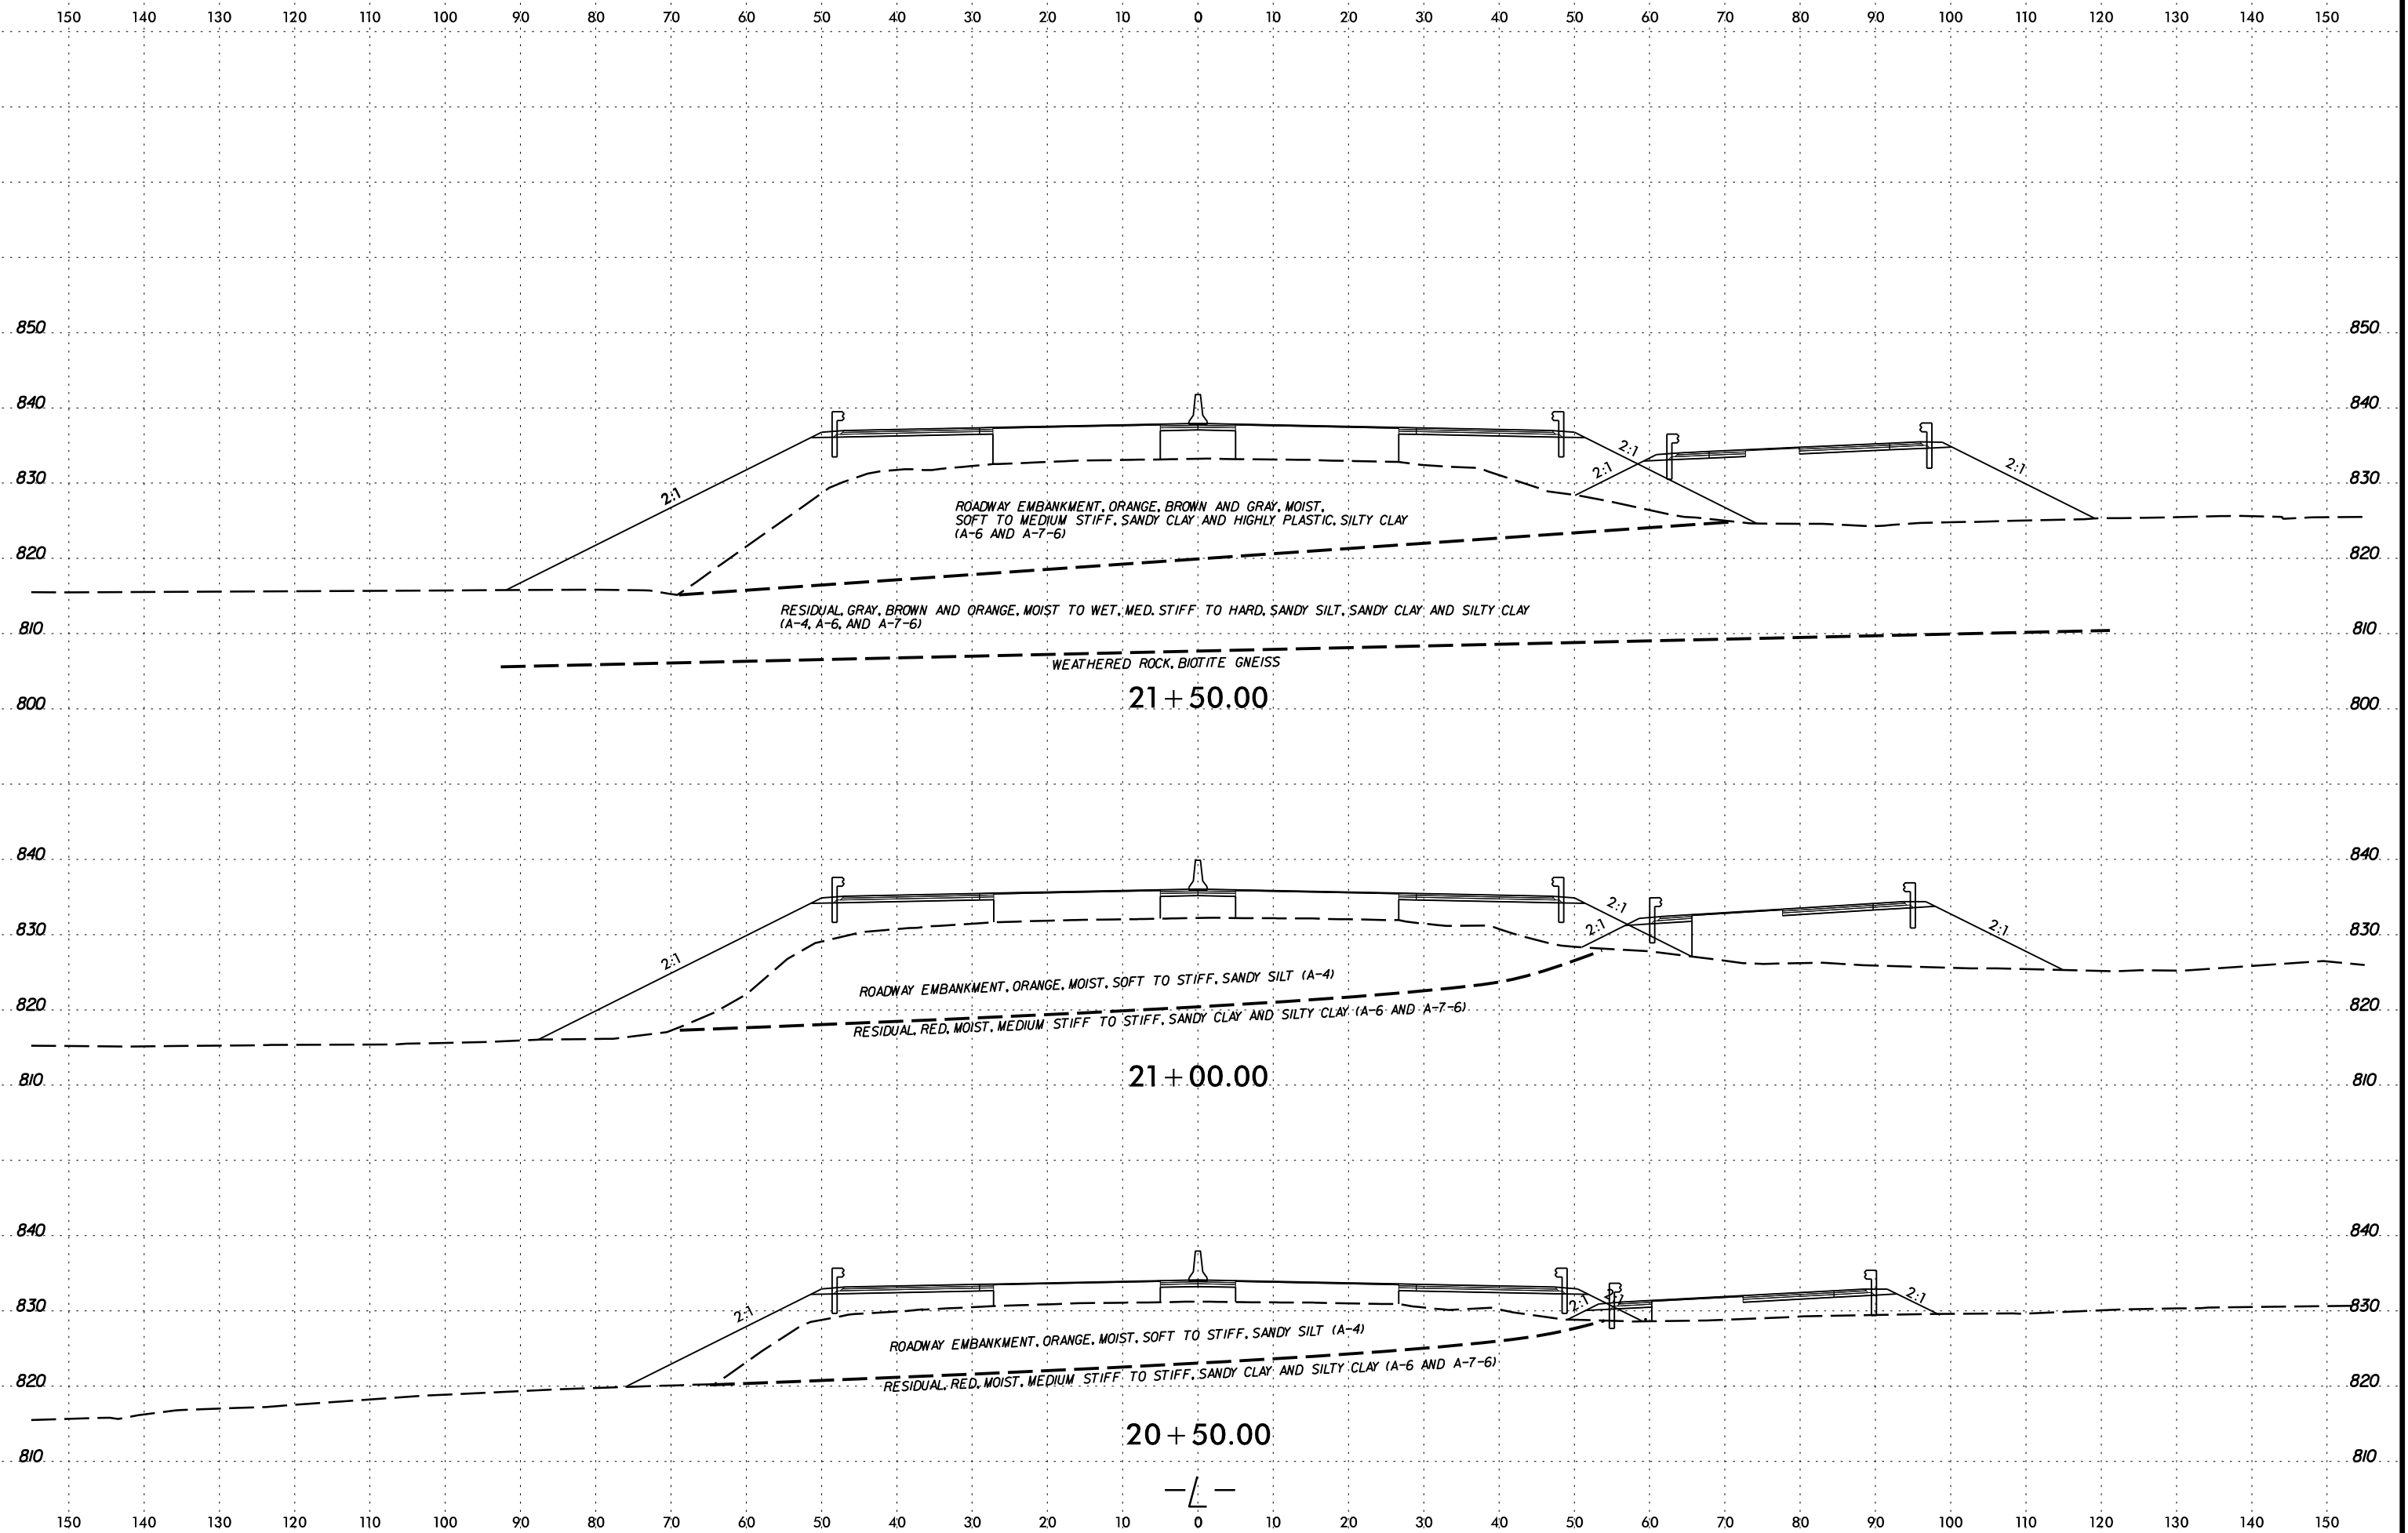 150 140 130 120 110 100 90 80 70 60 50 40 30 20 10 0 10 20 30 40 50 60 70 80 90 100 110 120 130 140 150
850 850
840 840
2:1 2:1 2:1 2:1
830 830
ROADWAY EMBANKMENT, ORANGE, BROWN AND GRAY, MOIST,
SOFT TO MEDIUM STIFF, SANDY CLAY AND HIGHLY PLASTIC, SILTY CLAY
(A-6 AND A-7-6)
820 820
RESIDUAL, GRAY, BROWN AND ORANGE, MOIST TO WET, MED. STIFF TO HARD, SANDY SILT, SANDY CLAY AND SILTY CLAY
(A-4, A-6, AND A-7-6)
810 810
WEATHERED ROCK, BIOTITE GNEISS
21+50.00
800 800
840 840
2:1 2:1 2:1 2:1
830 830
ROADWAY EMBANKMENT, ORANGE, MOIST, SOFT TO STIFF, SANDY SILT (A-4)
820 820
RESIDUAL, RED, MOIST, MEDIUM STIFF TO STIFF, SANDY CLAY AND SILTY CLAY (A-6 AND A-7-6)
21+00.00
810 810
840 840
2:1 2:1 2:1 2:1
830 830
ROADWAY EMBANKMENT, ORANGE, MOIST, SOFT TO STIFF, SANDY SILT (A-4)
RESIDUAL, RED, MOIST, MEDIUM STIFF TO STIFF, SANDY CLAY AND SILTY CLAY (A-6 AND A-7-6)
820 820
20+50.00
810 810
-L-
150 140 130 120 110 100 90 80 70 60 50 40 30 20 10 0 10 20 30 40 50 60 70 80 90 100 110 120 130 140 150